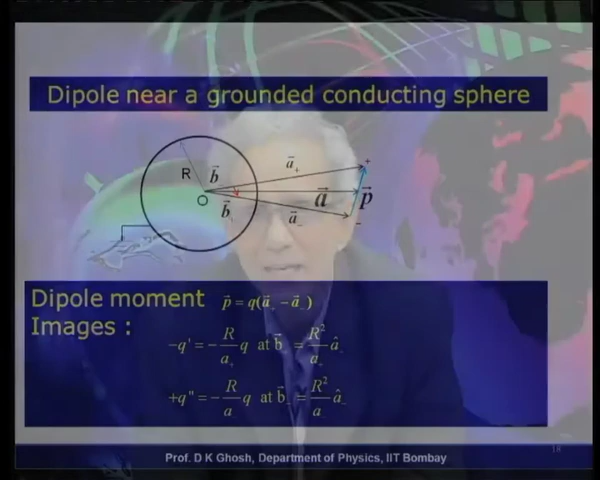 Dipole near a grounded conducting sphere
R
b⃗
O
b⃗
a⃗₊
a⃗
a⃗₋
p⃗
+
-
Dipole moment p⃗ = q(a⃗ - a⃗ )
Images :
-q' = - R/a₊ q at b⃗ = R²/a â
+q" = - R/a q at b⃗ = R²/a â
18
Prof. D K Ghosh, Department of Physics, IIT Bombay